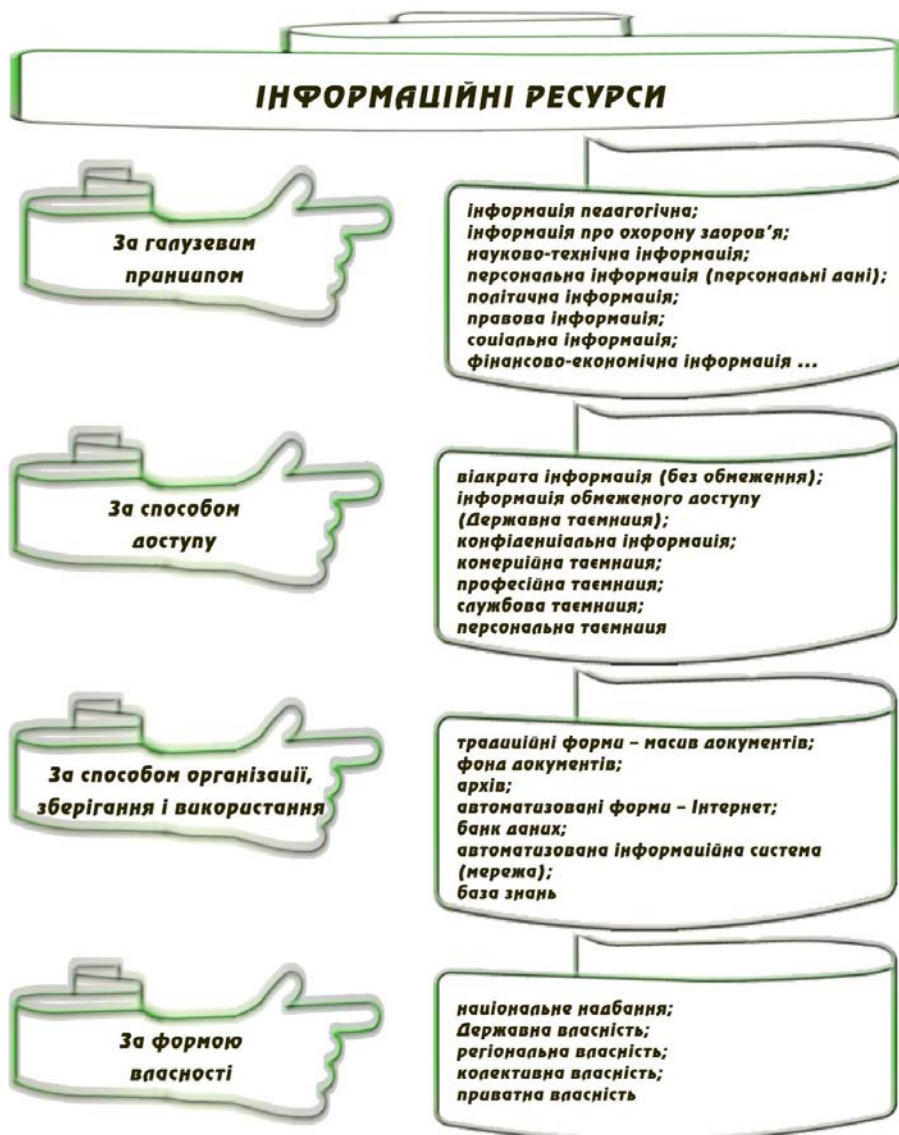 ІНФОРМАЦІЙНІ РЕСУРСИ
За галузевим
принципом
інформація педагогічна;
інформація про охорону здоров’я;
науково-технічна інформація;
персональна інформація (персональні дані);
політична інформація;
правова інформація;
соціальна інформація;
фінансово-економічна інформація ...
За способом
доступу
відкрита інформація (без обмеження);
інформація обмеженого доступу
(Державна таємниця);
конфіденціальна інформація;
комерційна таємниця;
професійна таємниця;
службова таємниця;
персональна таємниця
За способом організації,
зберігання і використання
традиційні форми – масив документів;
фонд документів;
архів;
автоматизовані форми – Інтернет;
банк даних;
автоматизована інформаційна система
(мережа);
база знань
За формою
власності
національне надбання;
Державна власність;
регіональна власність;
колективна власність;
приватна власність